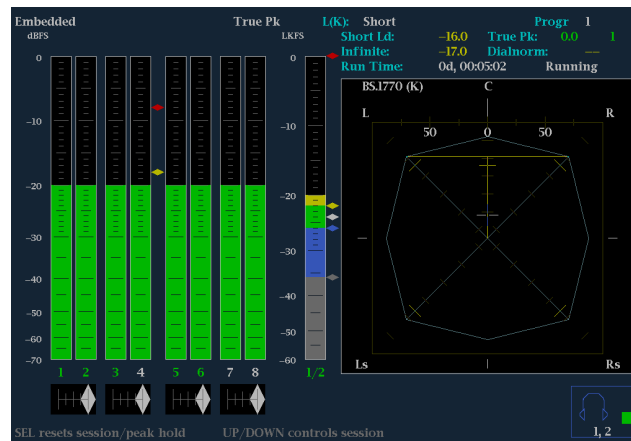 Embedded True Pk L(K): Short Progr 1
dBFS LKFS Short Ld: −16.0 True Pk: 0.0 1
Infinite: −17.0 Dialnorm: −−
Run Time: 0d, 00:05:02 Running
0 0 BS.1770 (K) C
L R
−10 −10 50 0 50
−20 −20
−30 −30
−40 −40
−50 −50
−60
−70 −60 Ls Rs
1 2 3 4 5 6 7 8 1/2
SEL resets session/peak hold UP/DOWN controls session 1, 2